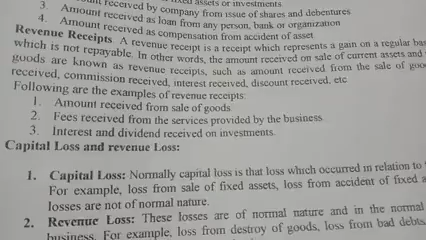 fixed assets or investments
3. Amount received by company from issue of shares and debentures
Amount received as loan from any person, bank or organization
4. Amount received as compensation from accident of asset
Revenue Receipts A revenue receipt is a receipt which represents a gain on a regular
which is not repayable. In other words, the amount received on sale of current assets and
goods are known as revenue receipts, such as amount received from the sale of
received, commission received, interest received, discount received, etc
Following are the examples of revenue receipts:
1. Amount received from sale of goods
2. Fees received from the services provided by the business
3. Interest and dividend received on investments.
Capital Loss and revenue Loss:
1. Capital Loss: Normally capital loss is that loss which occurred in relation to
For example, loss from sale of fixed assets, loss from accident of fixed
losses are not of normal nature.
2. Revenue Loss: These losses are of normal nature and in the normal
business. For example, loss from destroy of goods, loss from bad debts,